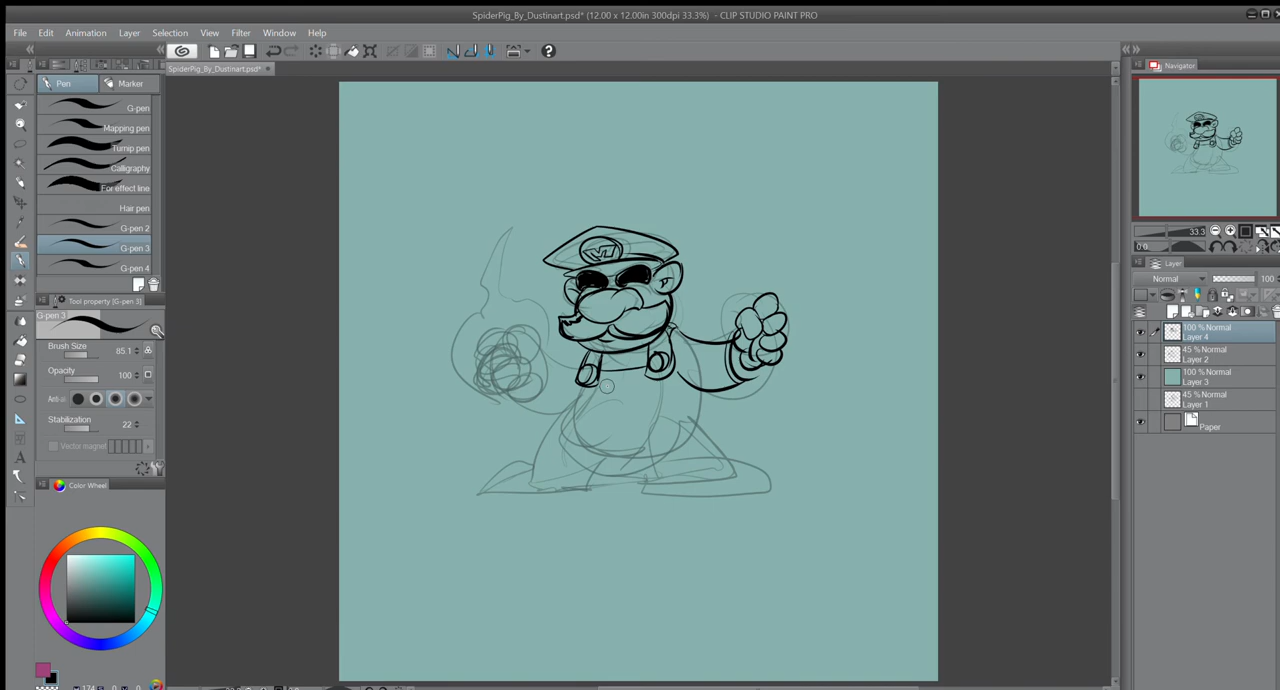 SpiderPig_By_Dustinart.psd* (12.00 x 12.00in 300dpi 33.3%) - CLIP STUDIO PAINT PRO
File Edit Animation Layer Selection View Filter Window Help
SpiderPig_By_Dustinart.psd*
Pen Marker
G-pen
Mapping pen
Turnip pen
Calligraphy
For effect line
Hair pen
G-pen 2
G-pen 3
G-pen 4
Tool property [G-pen 3]
G-pen 3
Brush Size 85.1
Opacity 100
Anti-al
Stabilization 22
Vector magnet
Color Wheel
Navigator
33.3
0.0
Layer
Normal 100
100 % Normal
Layer 4
45 % Normal
Layer 2
100 % Normal
Layer 3
45 % Normal
Layer 1
Paper